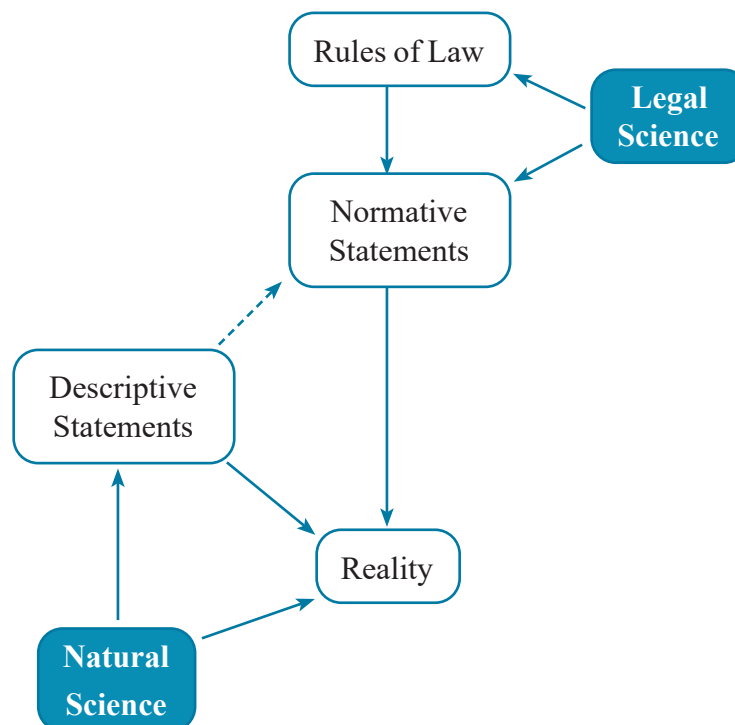 Rules of Law
Legal
Science
Normative
Statements
Descriptive
Statements
Reality
Natural
Science